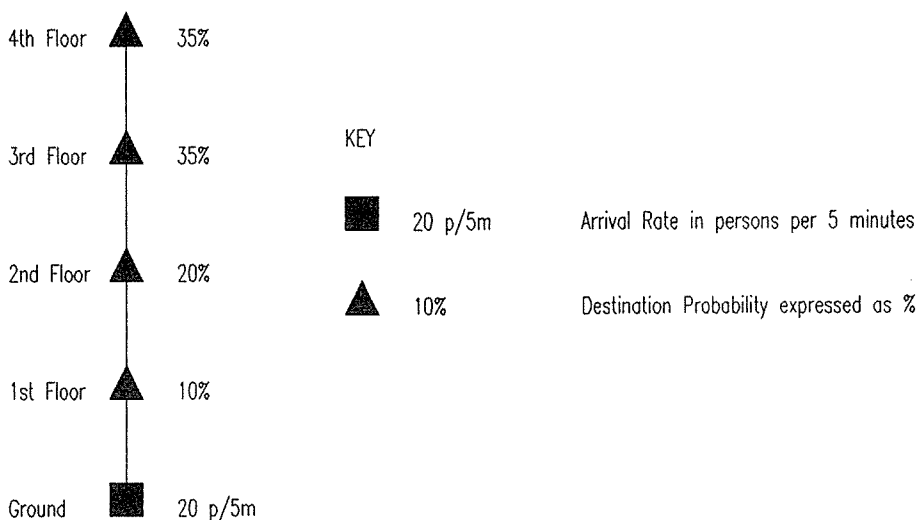 4th Floor 35%
3rd Floor 35%
KEY
20 p/5m Arrival Rate in persons per 5 minutes
2nd Floor 20%
10% Destination Probability expressed as %
1st Floor 10%
Ground 20 p/5m